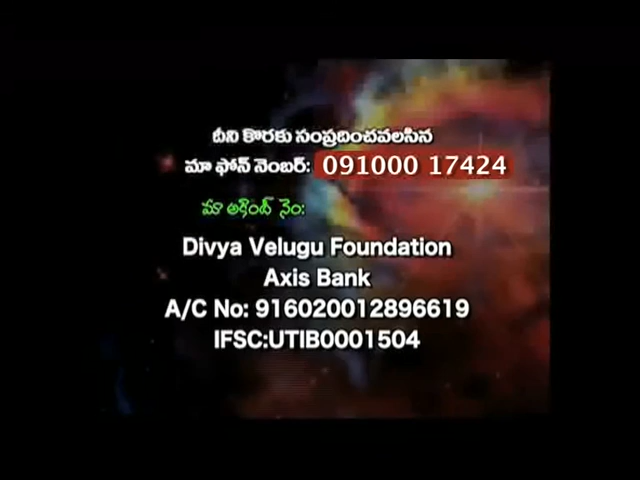 దీని కొరకు సంప్రదించవలసిన
మా ఫోన్ నెంబర్: 091000 17424
మా అకౌంట్ నెం:
Divya Velugu Foundation
Axis Bank
A/C No: 916020012896619
IFSC:UTIB0001504